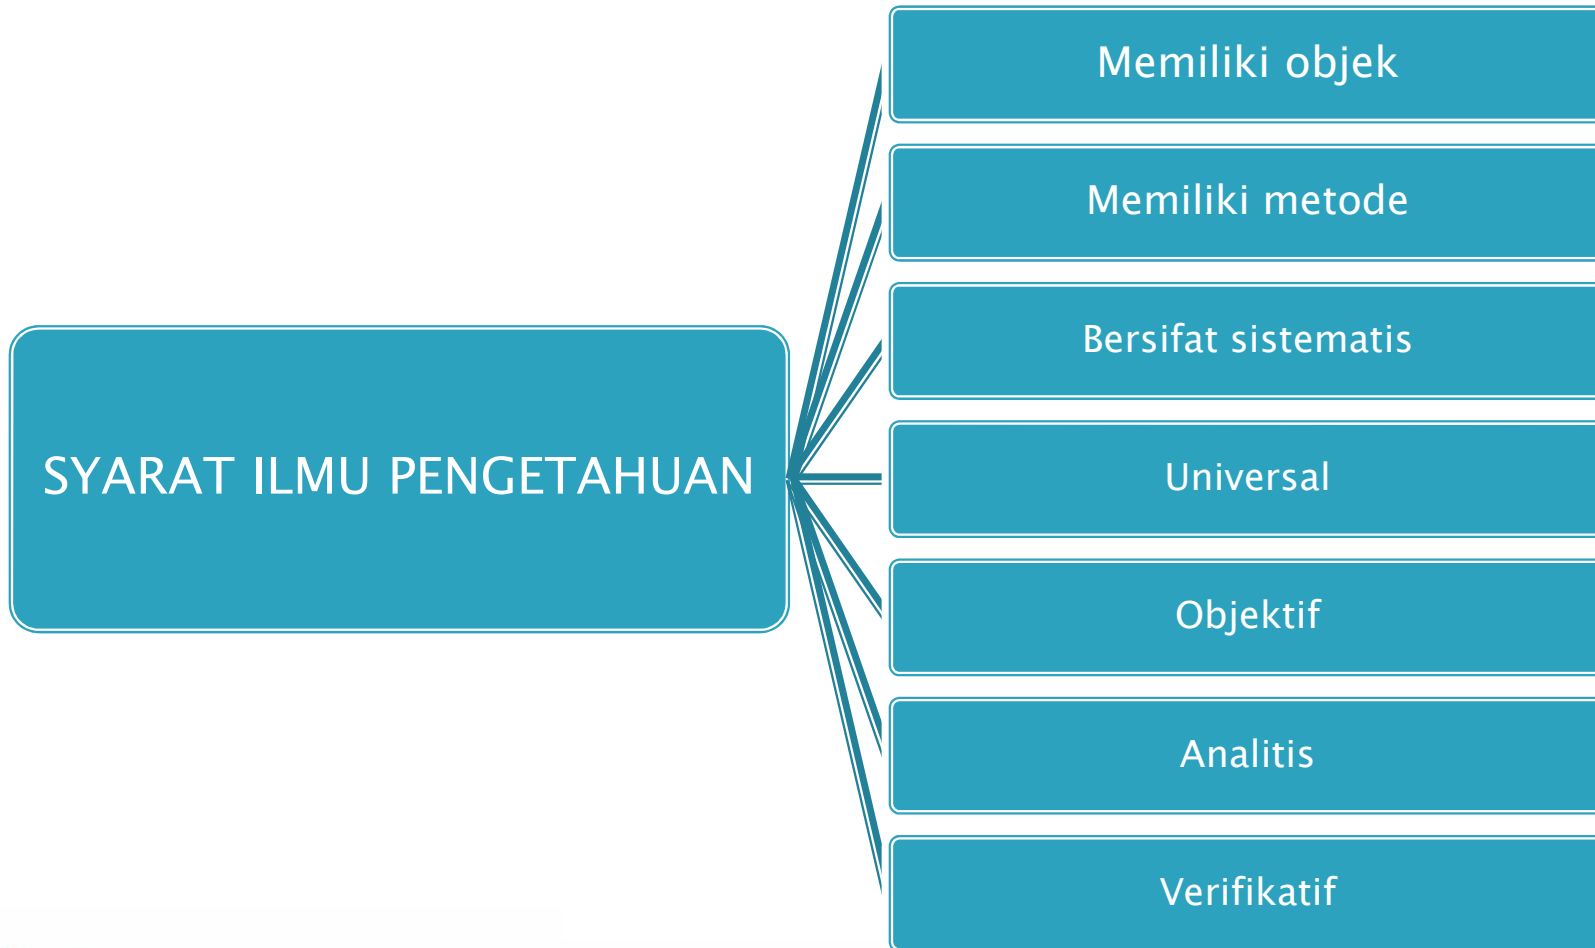 SYARAT ILMU PENGETAHUAN
Memiliki objek
Memiliki metode
Bersifat sistematis
Universal
Objektif
Analitis
Verifikatif